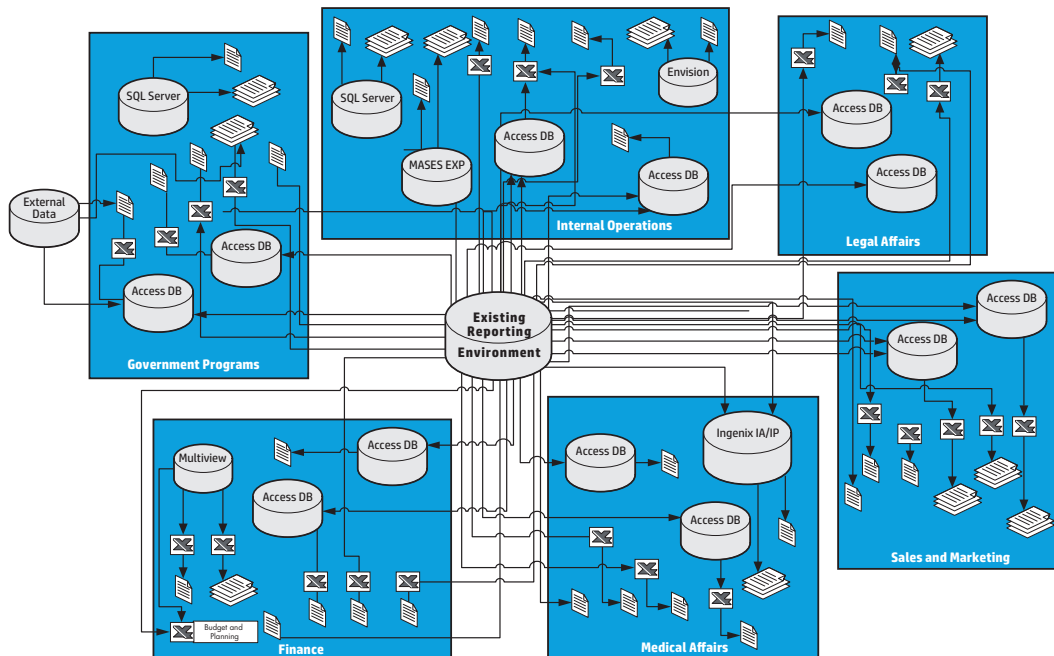 SQL Server
External
Data
Access DB
Access DB
Government Programs
SQL Server
MASES EXP
Access DB
Envision
Access DB
Internal Operations
Access DB
Access DB
Legal Affairs
Existing
Reporting
Environment
Access DB
Access DB
Sales and Marketing
Multiview
Access DB
Access DB
Budget and
Planning
Finance
Access DB
Ingenix IA/IP
Access DB
Medical Affairs